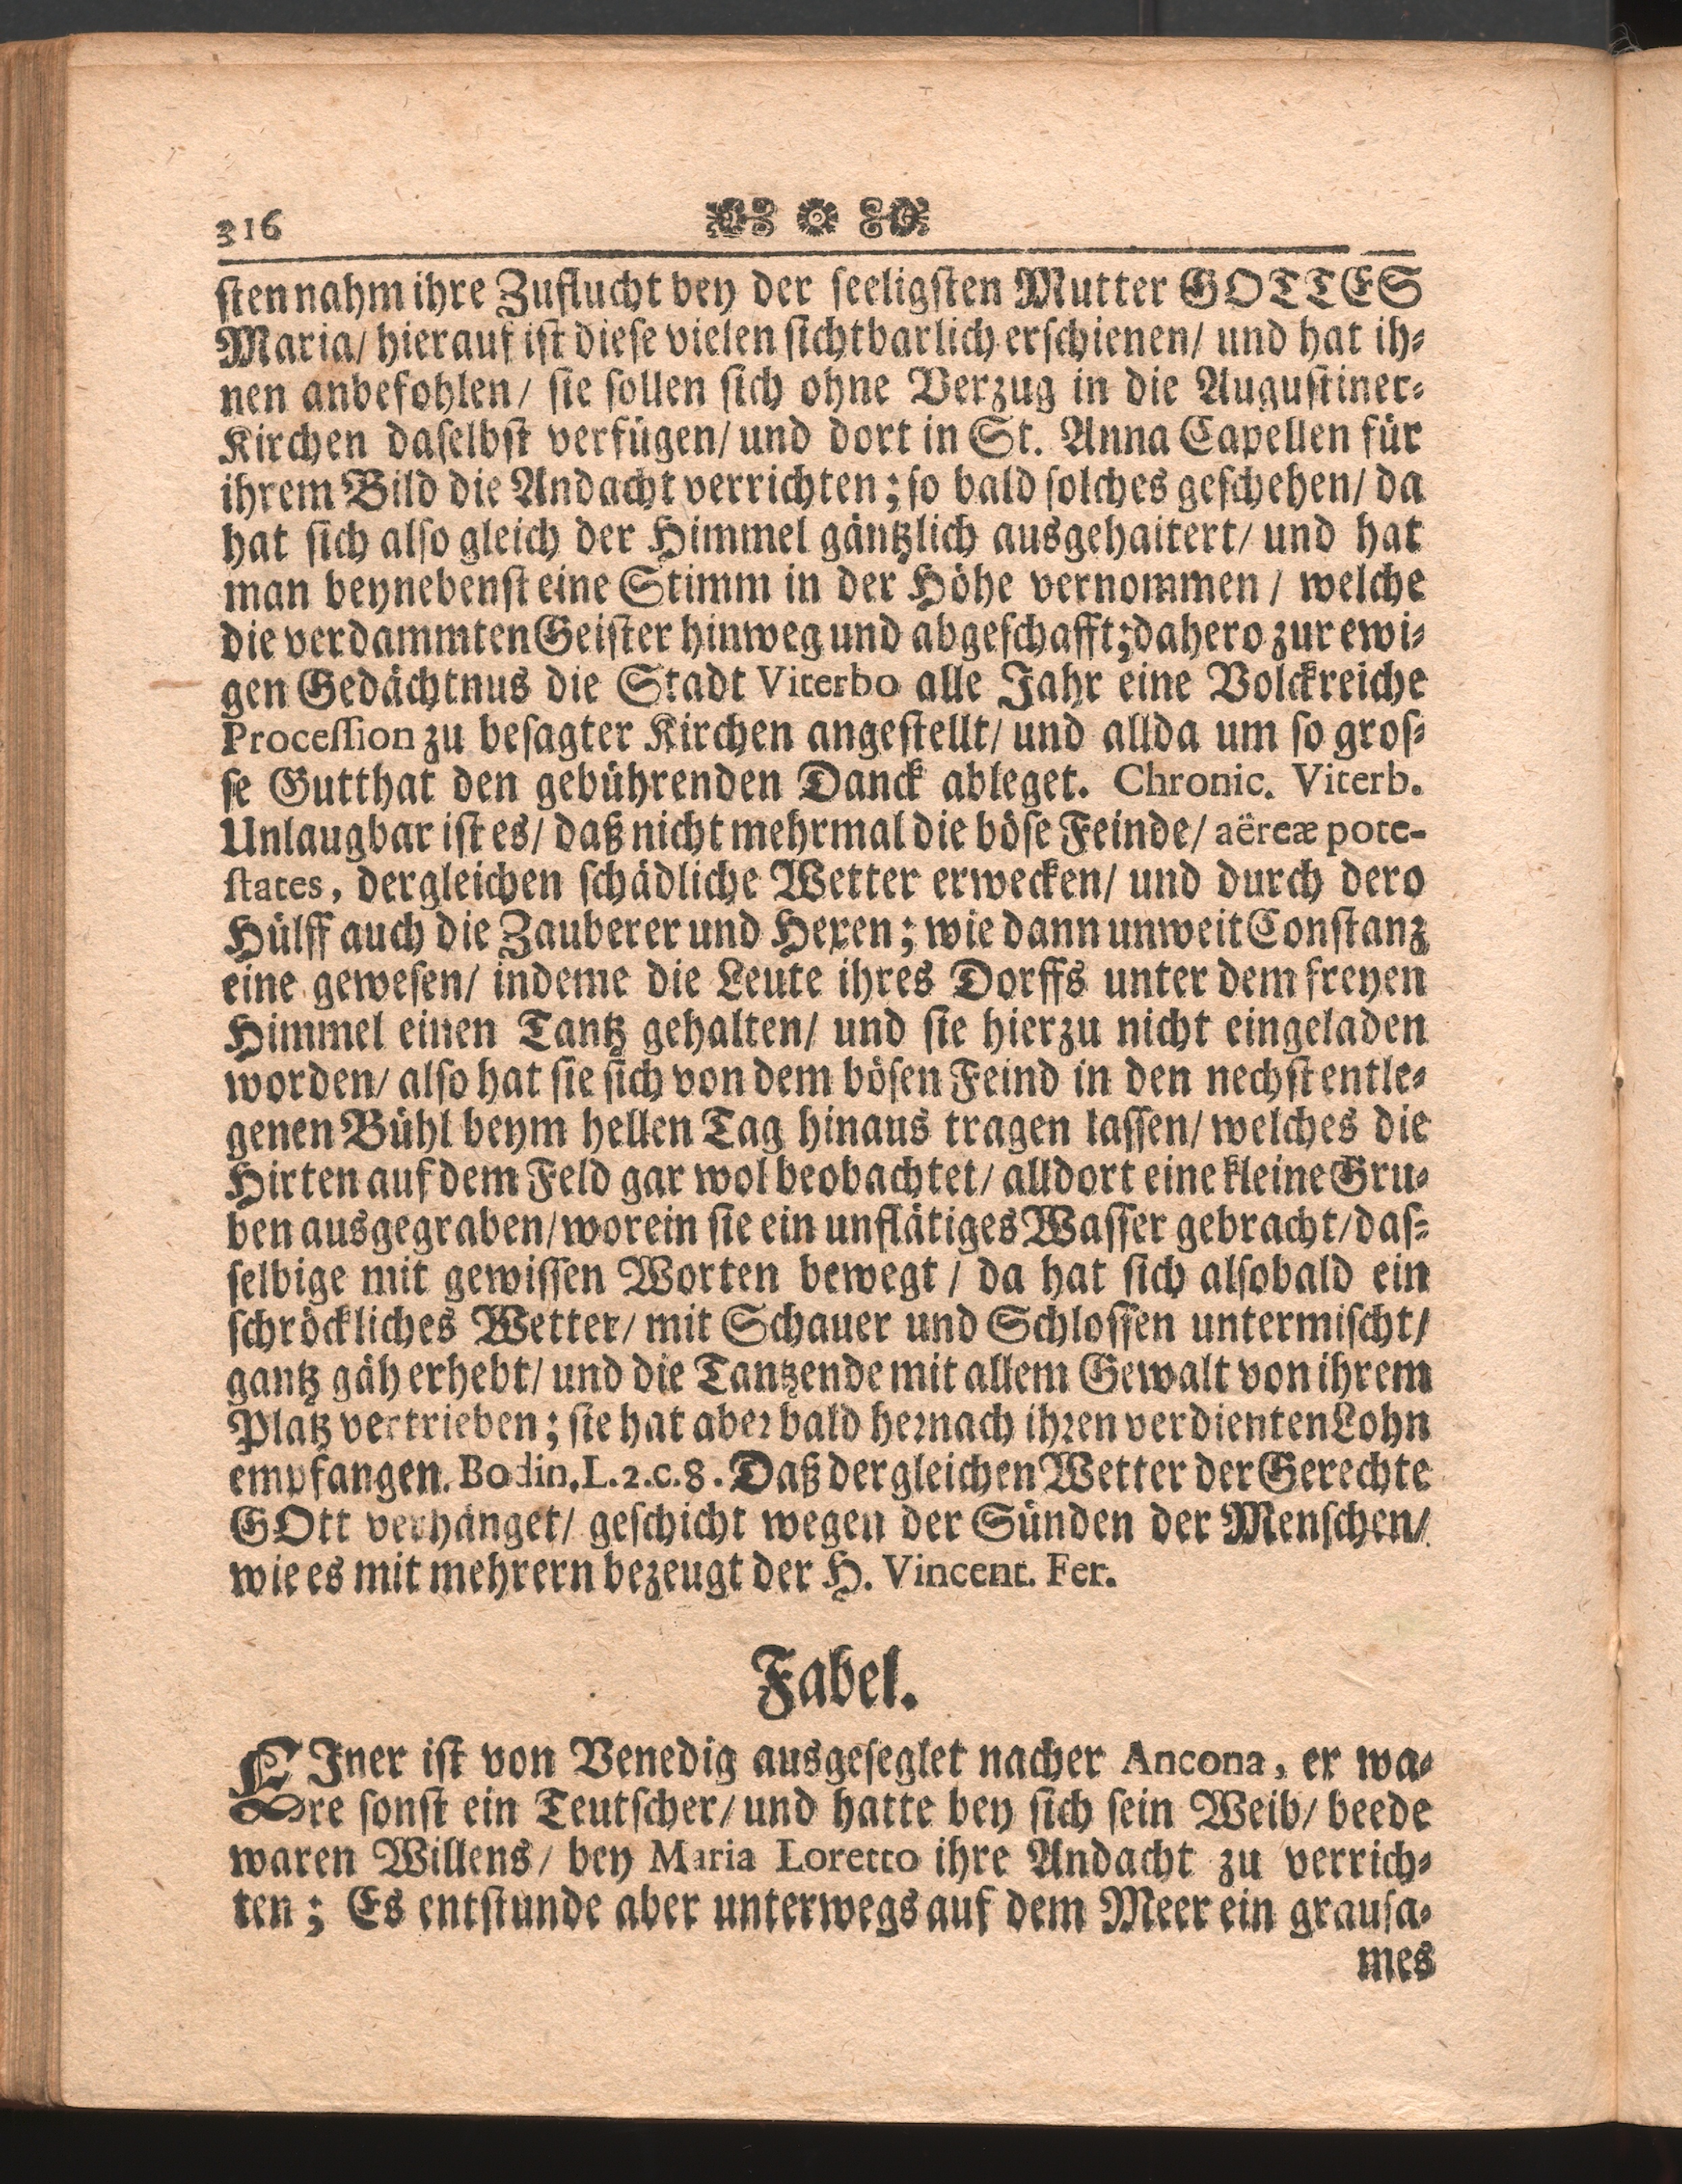 316
ſten nahm ihre Zuflucht bey der ſeeligſten Mutter GOTTES
Maria/ hierauf iſt dieſe vielen ſichtbarlich erſchienen/ und hat ih⸗
nen anbefohlen/ ſie ſollen ſich ohne Verzug in die Auguſtiner⸗
Kirchen daſelbſt verfügen/ und dort in St. Anna Capellen für
ihrem Bild die Andacht verrichten; ſo bald ſolches geſchehen/ da
hat ſich alſo gleich der Himmel gäntzlich ausgehaitert/ und hat
man beynebenſt eine Stimm in der Höhe vernommen / welche
die verdammten Geiſter hinweg und abgeſchafft; dahero zur ewi⸗
gen Gedächtnus die Stadt Viterbo alle Jahr eine Volckreiche
Proceſſion zu beſagter Kirchen angeſtellt/ und allda um ſo groſ⸗
ſe Gutthat den gebührenden Danck ableget. Chronic. Viterb.
Unlaugbar iſt es/ daß nicht mehrmal die böſe Feinde/ aëreæ pote-
ſtates, dergleichen ſchädliche Wetter erwecken/ und durch dero
Hülff auch die Zauberer und Hexen; wie dann unweit Conſtanz
eine geweſen/ indeme die Leute ihres Dorffs unter dem freyen
Himmel einen Tantz gehalten/ und ſie hierzu nicht eingeladen
worden/ alſo hat ſie ſich von dem böſen Feind in den nechſt entle⸗
genen Bühl beym hellen Tag hinaus tragen laſſen/ welches die
Hirten auf dem Feld gar wol beobachtet/ alldort eine kleine Gru⸗
ben ausgegraben/ worein ſie ein unflätiges Waſſer gebracht/ daſ⸗
ſelbige mit gewiſſen Worten bewegt / da hat ſich alſobald ein
ſchröckliches Wetter/ mit Schauer und Schloſſen untermiſcht/
gantz gäh erhebt/ und die Tantzende mit allem Gewalt von ihrem
Platz vertrieben; ſie hat aber bald hernach ihren verdienten Lohn
empfangen. Bodin. L. 2. c. 8. Daß dergleichen Wetter der Gerechte
GOtt verhänget/ geſchicht wegen der Sünden der Menſchen/
wie es mit mehrern bezeugt der H. Vincent. Fer.
Fabel.
EIner iſt von Venedig ausgeſeglet nacher Ancona, er wa⸗
re ſonſt ein Teutſcher/ und hatte bey ſich ſein Weib/ beede
waren Willens/ bey Maria Loretto ihre Andacht zu verrich⸗
ten; Es entſtunde aber unterwegs auf dem Meer ein grauſa⸗
mes